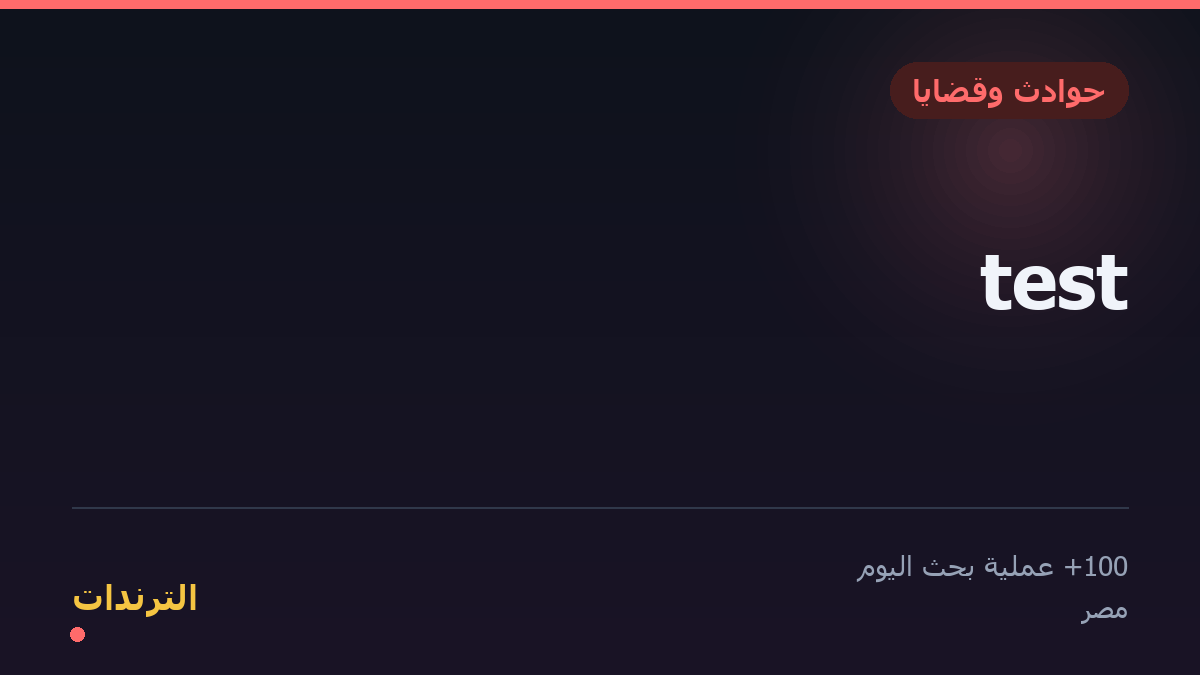 حوادث وقضايا
test
100+ عملية بحث اليوم
مصر
الترندات